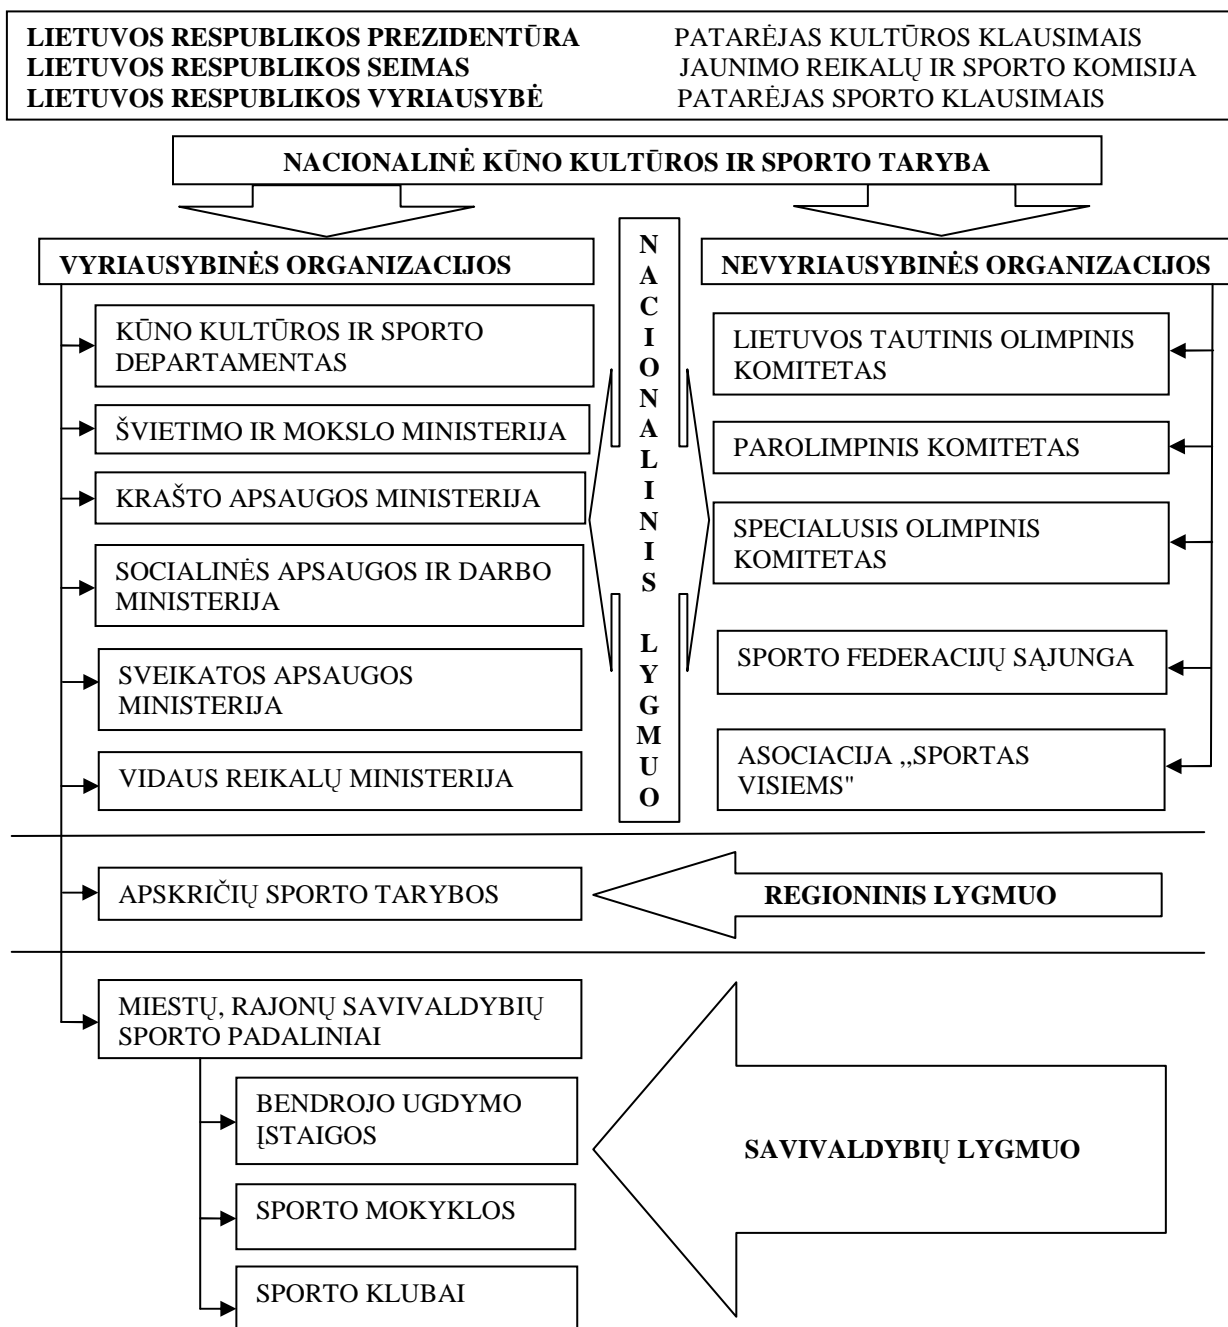 LIETUVOS RESPUBLIKOS PREZIDENTŪRA PATARĖJAS KULTŪROS KLAUSIMAIS
LIETUVOS RESPUBLIKOS SEIMAS JAUNIMO REIKALŲ IR SPORTO KOMISIJA
LIETUVOS RESPUBLIKOS VYRIAUSYBĖ PATARĖJAS SPORTO KLAUSIMAIS
NACIONALINĖ KŪNO KULTŪROS IR SPORTO TARYBA
VYRIAUSYBINĖS ORGANIZACIJOS
KŪNO KULTŪROS IR SPORTO
DEPARTAMENTAS
ŠVIETIMO IR MOKSLO MINISTERIJA
KRAŠTO APSAUGOS MINISTERIJA
SOCIALINĖS APSAUGOS IR DARBO
MINISTERIJA
SVEIKATOS APSAUGOS
MINISTERIJA
VIDAUS REIKALŲ MINISTERIJA
NACIONALINIS LYGMUO
NEVYRIAUSYBINĖS ORGANIZACIJOS
LIETUVOS TAUTINIS OLIMPINIS
KOMITETAS
PAROLIMPINIS KOMITETAS
SPECIALUSIS OLIMPINIS
KOMITETAS
SPORTO FEDERACIJŲ SĄJUNGA
ASOCIACIJA ,,SPORTAS
VISIEMS"
APSKRIČIŲ SPORTO TARYBOS
REGIONINIS LYGMUO
MIESTŲ, RAJONŲ SAVIVALDYBIŲ
SPORTO PADALINIAI
BENDROJO UGDYMO
ĮSTAIGOS
SPORTO MOKYKLOS
SPORTO KLUBAI
SAVIVALDYBIŲ LYGMUO